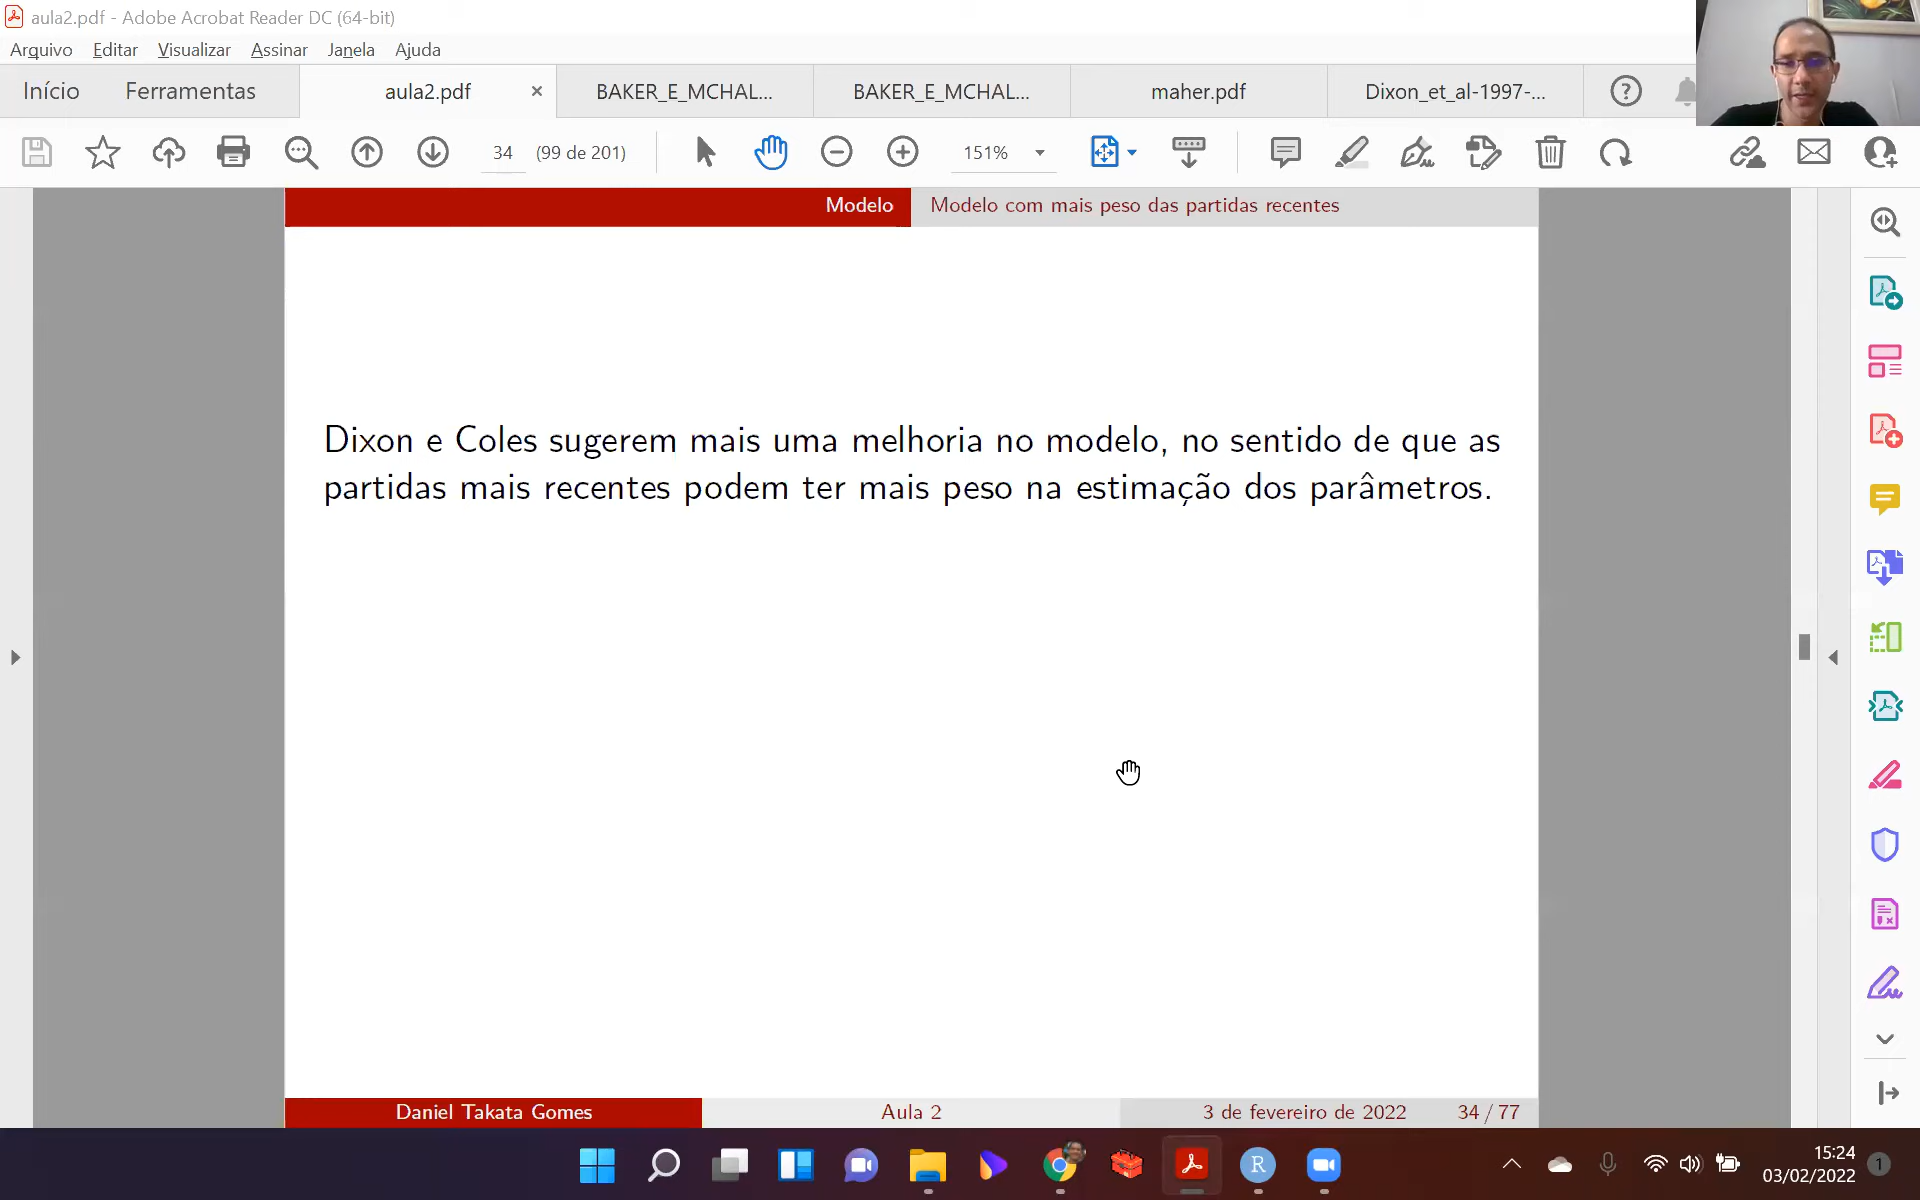 aula2.pdf - Adobe Acrobat Reader DC (64-bit)
Arquivo Editar Visualizar Assinar Janela Ajuda
Início Ferramentas aula2.pdf × BAKER_E_MCHAL... BAKER_E_MCHAL... maher.pdf Dixon_et_al-1997-...
34 (99 de 201) 151%
Modelo Modelo com mais peso das partidas recentes
Dixon e Coles sugerem mais uma melhoria no modelo, no sentido de que as
partidas mais recentes podem ter mais peso na estimação dos parâmetros.
Daniel Takata Gomes Aula 2 3 de fevereiro de 2022 34 / 77
15:24
03/02/2022
1